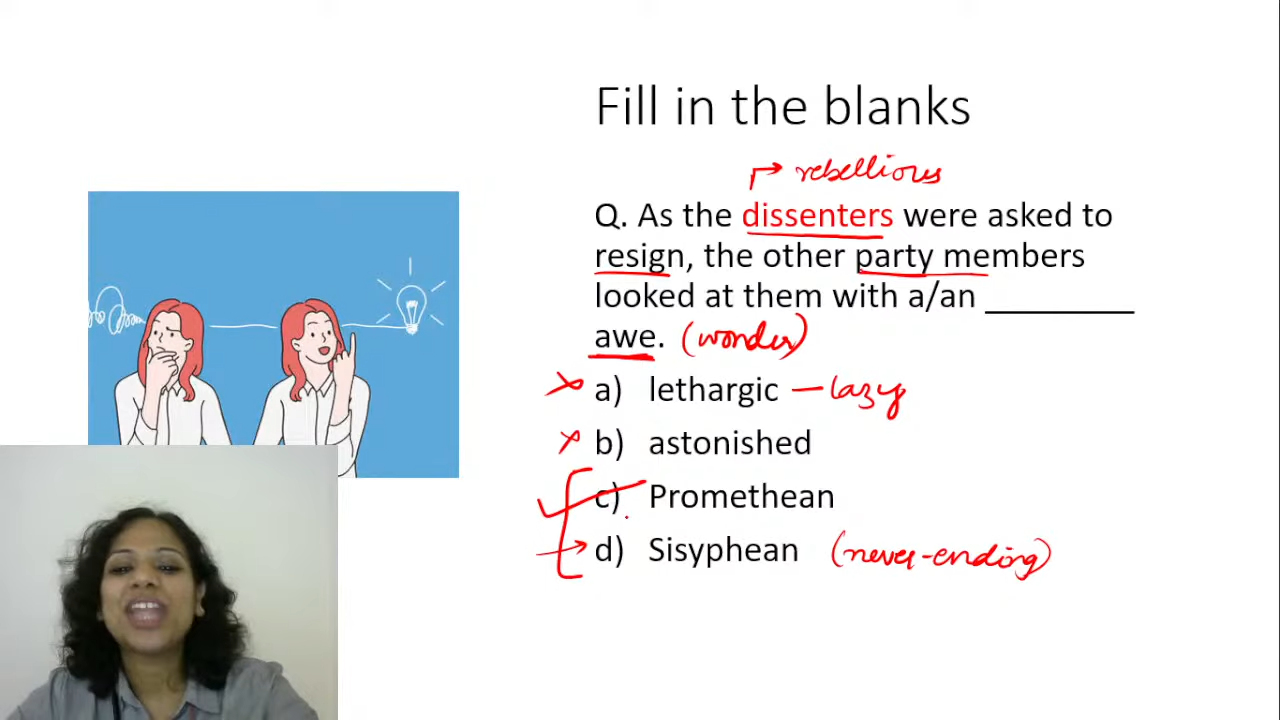 Fill in the blanks
rebellious
Q. As the dissenters were asked to
resign, the other party members
looked at them with a/an _________
awe. (wonder)
a) lethargic – lazy
b) astonished
c) Promethean
d) Sisyphean (never-ending)